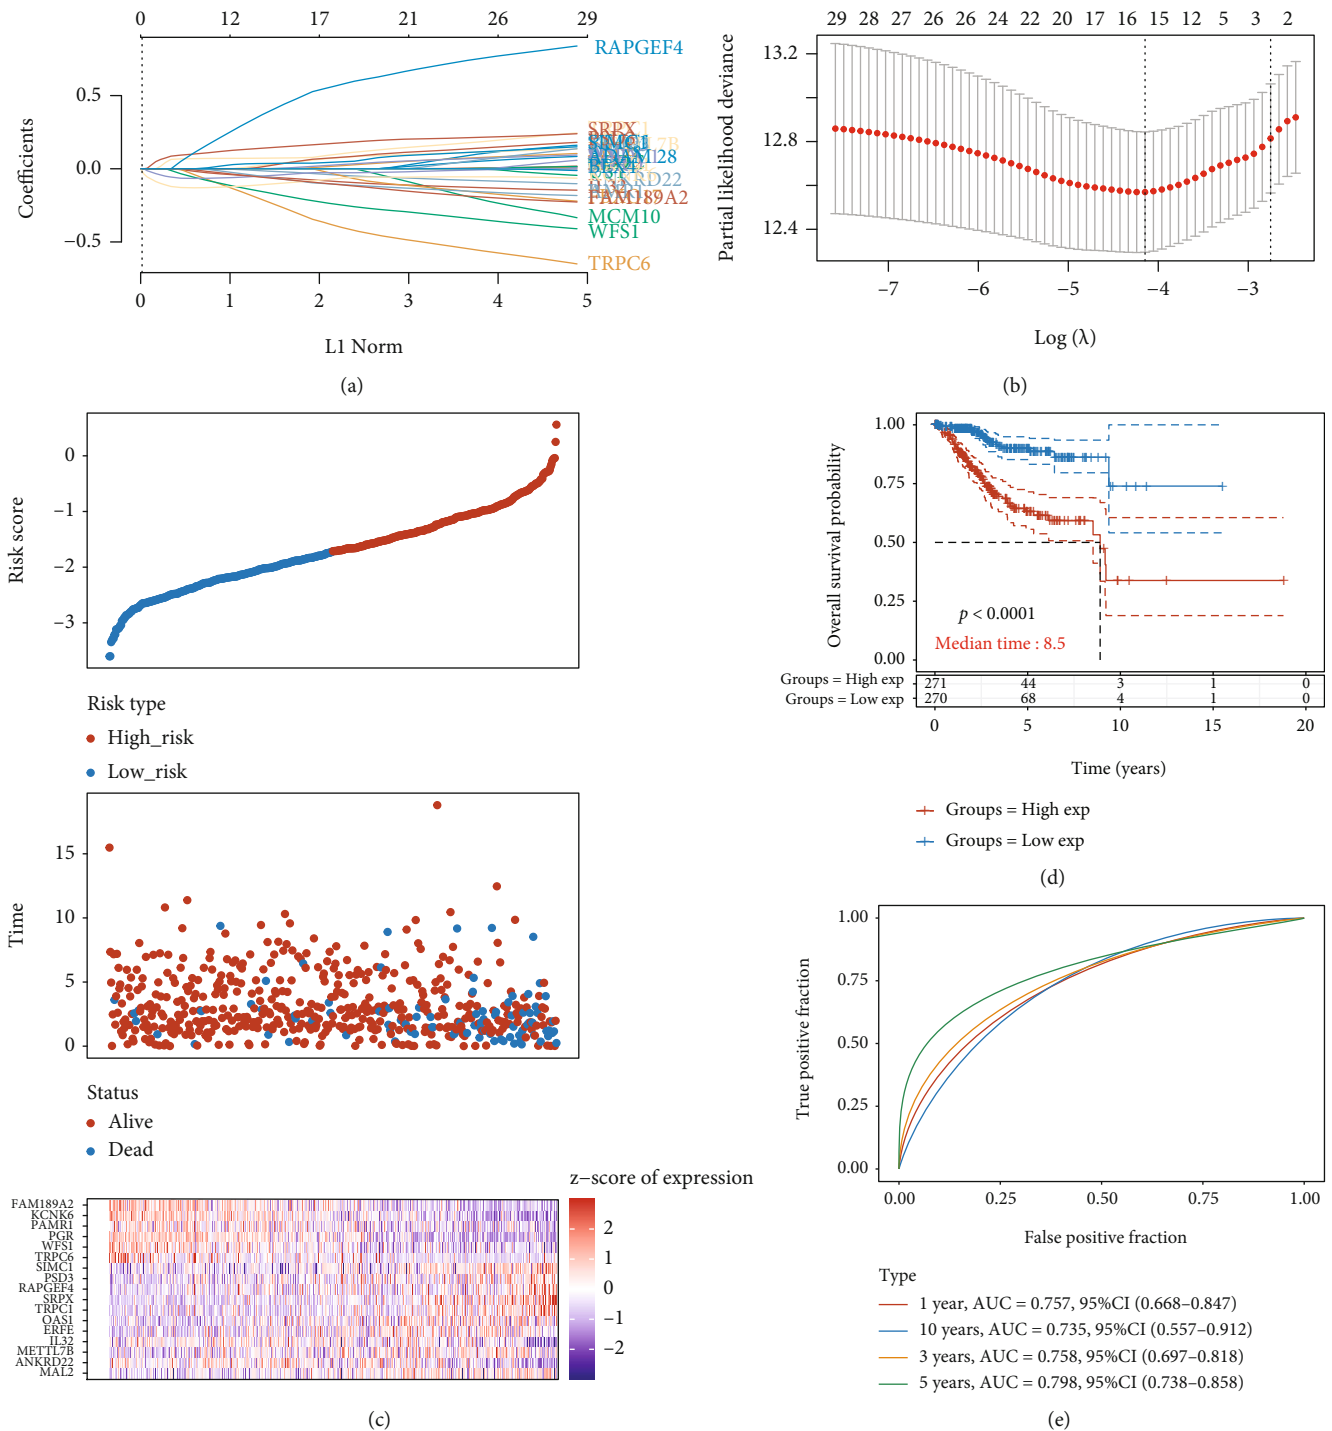 0 12 17 21 26 29
0.5
0.0
−0.5
Coefficients
RAPGEF4
SRPX
SIMC1
ADAM28
ANKRD22
FAM189A2
MCM10
WFS1
TRPC6
0 1 2 3 4 5
L1 Norm
(a)
29 28 27 26 26 24 22 20 17 16 15 12 5 3 2
13.2
12.8
12.4
Partial likelihood deviance
−7 −6 −5 −4 −3
Log (λ)
(b)
0
−1
−2
−3
Risk score
Risk type
High_risk
Low_risk
15
10
5
0
Time
Status
Alive
Dead
z−score of expression
FAM189A2
KCNK6
PAMR1
PGR
WFS1
TRPC6
SIMC1
PSD3
RAPGEF4
SRPX
TRPC1
OAS1
ERFE
IL32
METTL7B
ANKRD22
MAL2
2
1
0
−1
−2
(c)
1.00
0.75
0.50
0.25
0.00
Overall survival probability
p < 0.0001
Median time : 8.5
Groups = High exp 271 44 3 1 0
Groups = Low exp 270 68 4 1 0
0 5 10 15 20
Time (years)
Groups = High exp
Groups = Low exp
(d)
1.00
0.75
0.50
0.25
0.00
True positive fraction
0.00 0.25 0.50 0.75 1.00
False positive fraction
Type
1 year, AUC = 0.757, 95%CI (0.668–0.847)
10 years, AUC = 0.735, 95%CI (0.557–0.912)
3 years, AUC = 0.758, 95%CI (0.697–0.818)
5 years, AUC = 0.798, 95%CI (0.738–0.858)
(e)